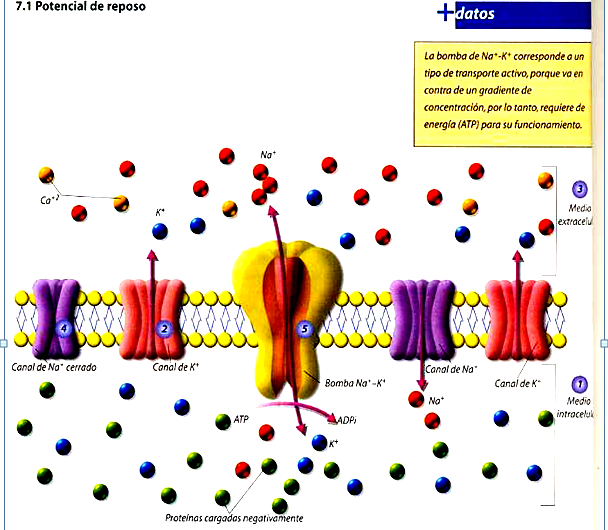 7.1 Potencial de reposo
+datos
La bomba de Na⁺-K⁺ corresponde a un
tipo de transporte activo, porque va en
contra de un gradiente de
concentración, por lo tanto, requiere de
energía (ATP) para su funcionamiento.
Na⁺
Ca⁺²
K⁺
3
Medio
4
2
5
Canal de Na⁺ cerrado
Canal de K⁺
Bomba Na⁺-K⁺
Canal de Na⁺
Canal de K⁺
1
Medio
Na⁺
ATP
ADPi
K⁺
Proteínas cargadas negativamente